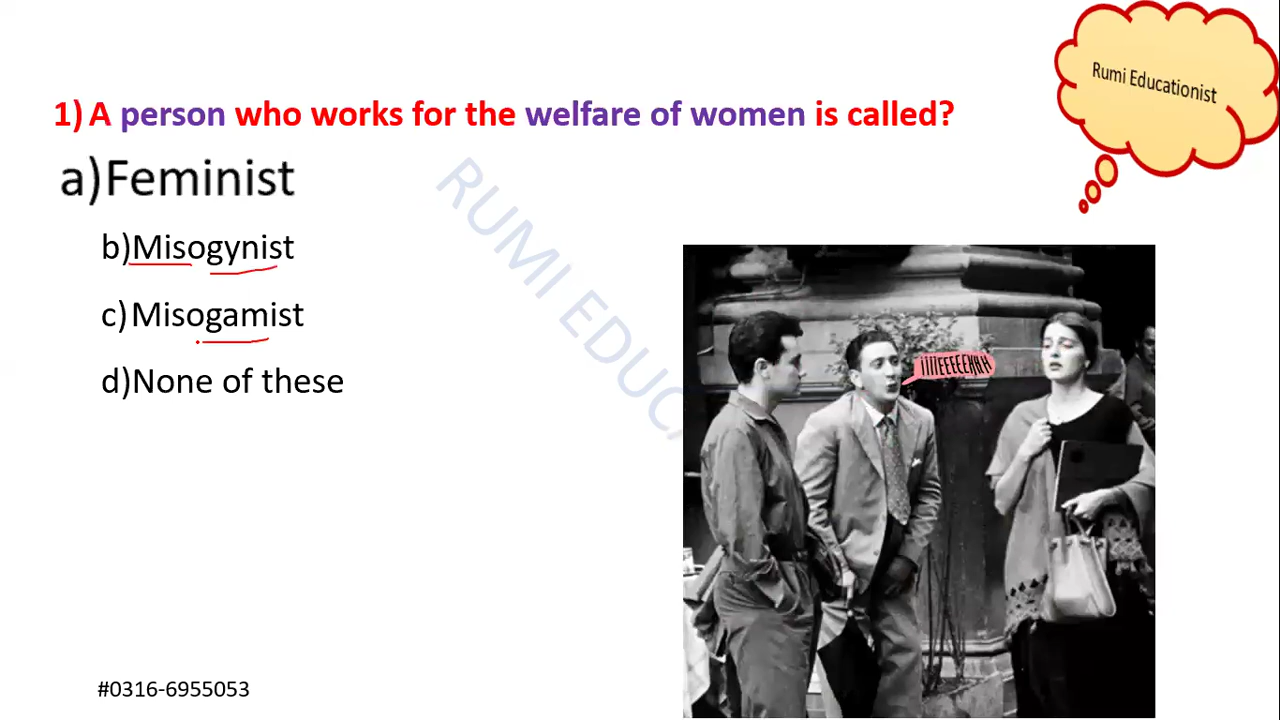 Rumi Educationist
1) A person who works for the welfare of women is called?
a)Feminist
b)Misogynist
c)Misogamist
d)None of these
RUMI EDUCA
#0316-6955053